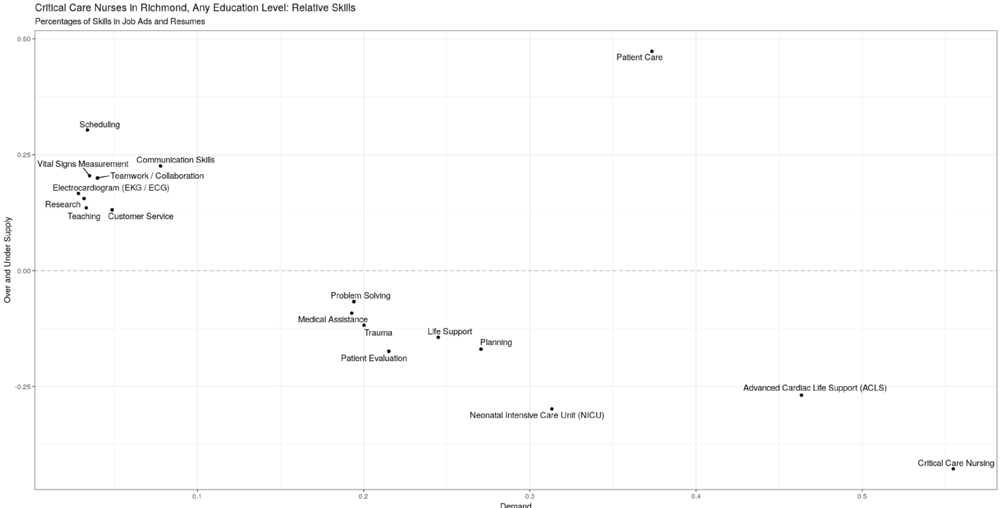 Critical Care Nurses in Richmond, Any Education Level: Relative Skills
Percentages of Skills in Job Ads and Resumes
0.50
Patient Care
Scheduling
0.25
Communication Skills
Vital Signs Measurement
Teamwork / Collaboration
Electrocardiogram (EKG / ECG)
Research
Teaching
Customer Service
Over and Under Supply
0.00
Problem Solving
Medical Assistance
Trauma
Life Support
Planning
Patient Evaluation
-0.25
Advanced Cardiac Life Support (ACLS)
Neonatal Intensive Care Unit (NICU)
Critical Care Nursing
0.1
0.2
0.3
0.4
0.5
Demand